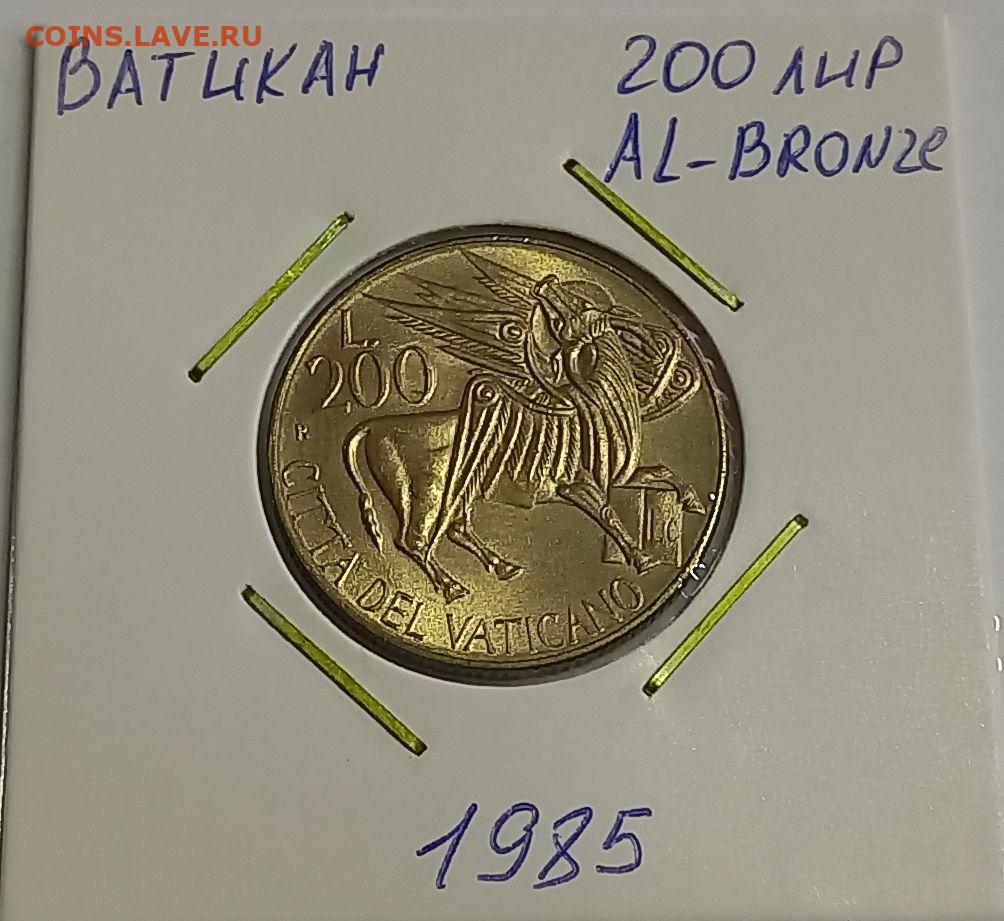 COINS.LAVE.RU
ВАТИКАН
200 ЛИР
AL-BRONZE
L.
200
R
CITTA DEL VATICANO
1985